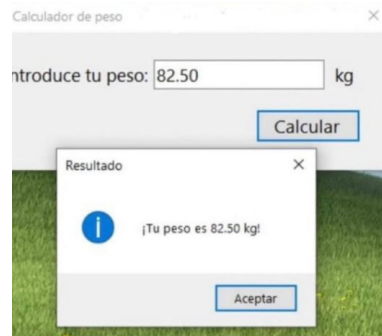 Calculador de peso
ntroduce tu peso: 82.50 kg
Calcular
Resultado
¡Tu peso es 82.50 kg!
Aceptar